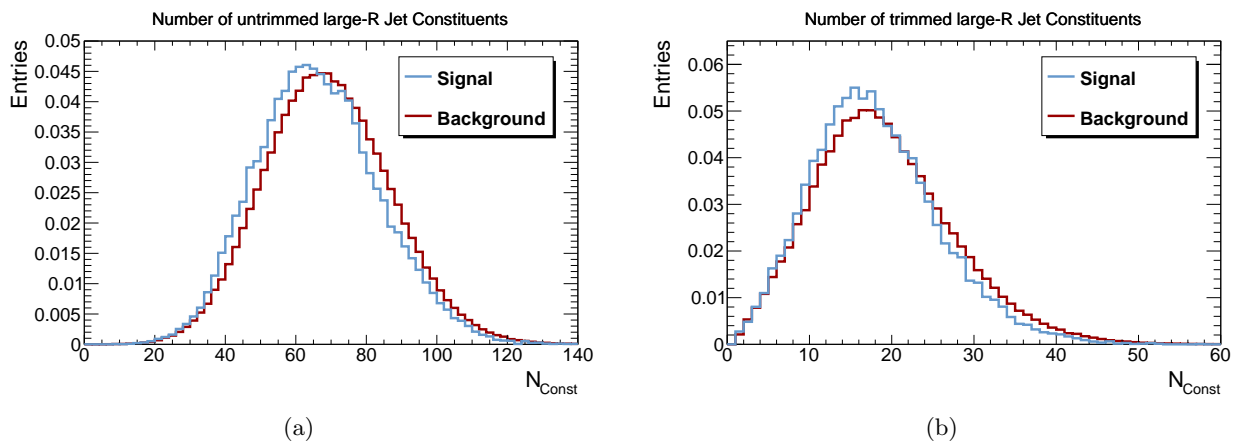 Number of untrimmed large-R Jet Constituents
Entries
0.05
0.045
0.04
0.035
0.03
0.025
0.02
0.015
0.01
0.005
0
Signal
Background
0 20 40 60 80 100 120 140
N_Const
(a)
Number of trimmed large-R Jet Constituents
Entries
0.06
0.05
0.04
0.03
0.02
0.01
0
Signal
Background
0 10 20 30 40 50 60
N_Const
(b)